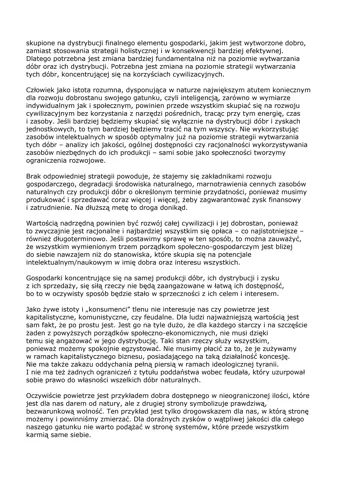 skupione na dystrybucji finalnego elementu gospodarki, jakim jest wytworzone dobro,
zamiast stosowania strategii holistycznej i w konsekwencji bardziej efektywnej.
Dlatego potrzebna jest zmiana bardziej fundamentalna niż na poziomie wytwarzania
dóbr oraz ich dystrybucji. Potrzebna jest zmiana na poziomie strategii wytwarzania
tych dóbr, koncentrującej się na korzyściach cywilizacyjnych.

Człowiek jako istota rozumna, dysponująca w naturze największym atutem koniecznym
dla rozwoju dobrostanu swojego gatunku, czyli inteligencją, zarówno w wymiarze
indywidualnym jak i społecznym, powinien przede wszystkim skupiać się na rozwoju
cywilizacyjnym bez korzystania z narzędzi pośrednich, tracąc przy tym energię, czas
i zasoby. Jeśli bardziej będziemy skupiać się wyłącznie na dystrybucji dóbr i zyskach
jednostkowych, to tym bardziej będziemy tracić na tym wszyscy. Nie wykorzystując
zasobów intelektualnych w sposób optymalny już na poziomie strategii wytwarzania
tych dóbr – analizy ich jakości, ogólnej dostępności czy racjonalności wykorzystywania
zasobów niezbędnych do ich produkcji – sami sobie jako społeczności tworzymy
ograniczenia rozwojowe.

Brak odpowiedniej strategii powoduje, że stajemy się zakładnikami rozwoju
gospodarczego, degradacji środowiska naturalnego, marnotrawienia cennych zasobów
naturalnych czy produkcji dóbr o określonym terminie przydatności, ponieważ musimy
produkować i sprzedawać coraz więcej i więcej, żeby zagwarantować zysk finansowy
i zatrudnienie. Na dłuższą metę to droga donikąd.

Wartością nadrzędną powinien być rozwój całej cywilizacji i jej dobrostan, ponieważ
to zwyczajnie jest racjonalne i najbardziej wszystkim się opłaca – co najistotniejsze –
również długoterminowo. Jeśli postawimy sprawę w ten sposób, to można zauważyć,
że wszystkim wymienionym trzem porządkom społeczno-gospodarczym jest bliżej
do siebie nawzajem niż do stanowiska, które skupia się na potencjale
intelektualnym/naukowym w imię dobra oraz interesu wszystkich.

Gospodarki koncentrujące się na samej produkcji dóbr, ich dystrybucji i zysku
z ich sprzedaży, się siłą rzeczy nie będą zaangażowane w łatwą ich dostępność,
bo to w oczywisty sposób będzie stało w sprzeczności z ich celem i interesem.

Jako żywe istoty i „konsumenci" tlenu nie interesuje nas czy powietrze jest
kapitalistyczne, komunistyczne, czy feudalne. Dla ludzi najważniejszą wartością jest
sam fakt, że po prostu jest. Jest go na tyle dużo, że dla każdego starczy i na szczęście
żaden z powyższych porządków społeczno-ekonomicznych, nie musi dzięki
temu się angażować w jego dystrybucję. Taki stan rzeczy służy wszystkim,
ponieważ możemy spokojnie egzystować. Nie musimy płacić za to, że je zużywamy
w ramach kapitalistycznego biznesu, posiadającego na taką działalność koncesję.
Nie ma także zakazu oddychania pełną piersią w ramach ideologicznej tyranii.
I nie ma też żadnych ograniczeń z tytułu poddaństwa wobec feudała, który uzurpował
sobie prawo do własności wszelkich dóbr naturalnych.

Oczywiście powietrze jest przykładem dobra dostępnego w nieograniczonej ilości, które
jest dla nas darem od natury, ale z drugiej strony symbolizuje prawdziwą,
bezwarunkową wolność. Ten przykład jest tylko drogowskazem dla nas, w którą stronę
możemy i powinniśmy zmierzać. Dla doraźnych zysków o wątpliwej jakości dla całego
naszego gatunku nie warto podążać w stronę systemów, które przede wszystkim
karmią same siebie.